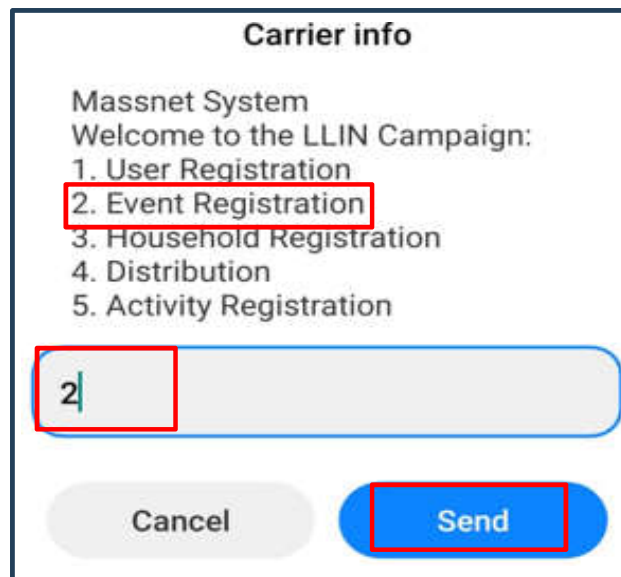 Carrier info
Massnet System
Welcome to the LLIN Campaign:
1. User Registration
2. Event Registration
3. Household Registration
4. Distribution
5. Activity Registration
2
Cancel Send